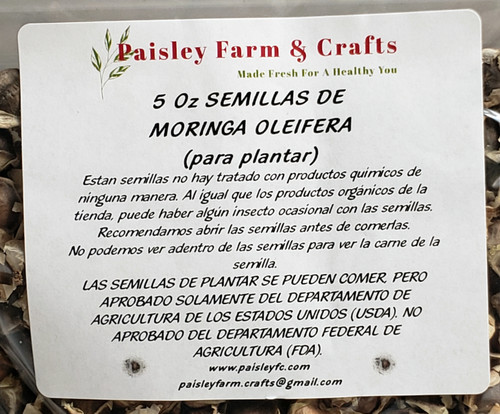 Paisley Farm & Crafts
Made Fresh For A Healthy You
5 Oz SEMILLAS DE
MORINGA OLEIFERA
(para plantar)
Estan semillas no hay tratado con productos quimicos de
ninguna manera. Al igual que los productos orgánicos de la
tienda, puede haber algún insecto ocasional con las semillas.
Recomendamos abrir las semillas antes de comerlas.
No podemos ver adentro de las semillas para ver la carne de la
semilla.
LAS SEMILLAS DE PLANTAR SE PUEDEN COMER, PERO
APROBADO SOLAMENTE DEL DEPARTAMENTO DE
AGRICULTURA DE LOS ESTADOS UNIDOS (USDA). NO
APROBADO DEL DEPARTAMENTO FEDERAL DE
AGRICULTURA (FDA).
www.paisleyfc.com
paisleyfarm.crafts@gmail.com